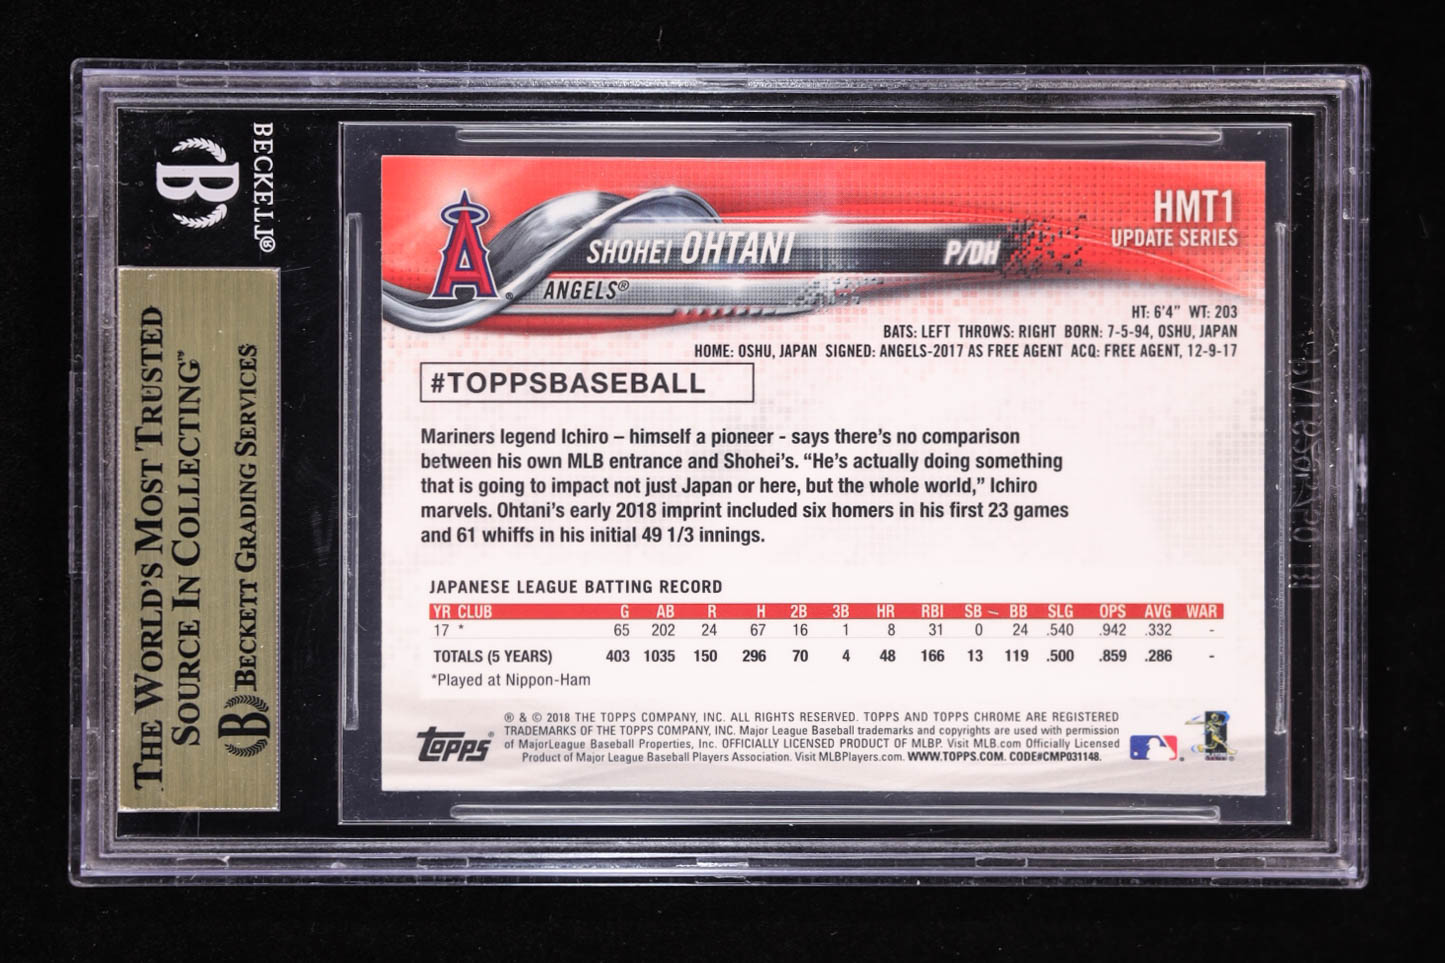 BECKETT®
B
THE WORLD'S MOST TRUSTED
SOURCE IN COLLECTING™
B BECKETT GRADING SERVICES
HMT1
UPDATE SERIES
A
SHOHEI OHTANI
P/DH
ANGELS®
HT: 6'4" WT: 203
BATS: LEFT THROWS: RIGHT BORN: 7-5-94, OSHU, JAPAN
HOME: OSHU, JAPAN SIGNED: ANGELS-2017 AS FREE AGENT ACQ: FREE AGENT, 12-9-17
#TOPPSBASEBALL
Mariners legend Ichiro – himself a pioneer - says there's no comparison
between his own MLB entrance and Shohei's. “He's actually doing something
that is going to impact not just Japan or here, but the whole world,” Ichiro
marvels. Ohtani's early 2018 imprint included six homers in his first 23 games
and 61 whiffs in his initial 49 1/3 innings.
JAPANESE LEAGUE BATTING RECORD
YR CLUB G AB R H 2B 3B HR RBI SB BB SLG OPS AVG WAR
17 * 65 202 24 67 16 1 8 31 0 24 .540 .942 .332 -
TOTALS (5 YEARS) 403 1035 150 296 70 4 48 166 13 119 .500 .859 .286 -
*Played at Nippon-Ham
topps®
® & © 2018 THE TOPPS COMPANY, INC. ALL RIGHTS RESERVED. TOPPS AND TOPPS CHROME ARE REGISTERED
TRADEMARKS OF THE TOPPS COMPANY, INC. Major League Baseball trademarks and copyrights are used with permission
of MajorLeague Baseball Properties, Inc. OFFICIALLY LICENSED PRODUCT OF MLBP. Visit MLB.com Officially Licensed
Product of Major League Baseball Players Association. Visit MLBPlayers.com. WWW.TOPPS.COM. CODE#CMP031148.